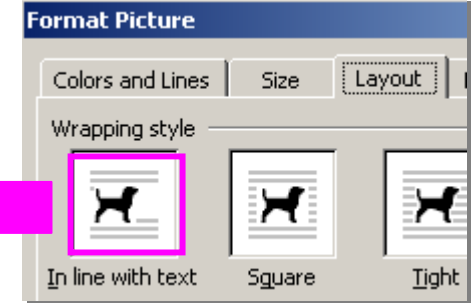 Format Picture
Colors and Lines Size Layout
Wrapping style
In line with text Square Tight